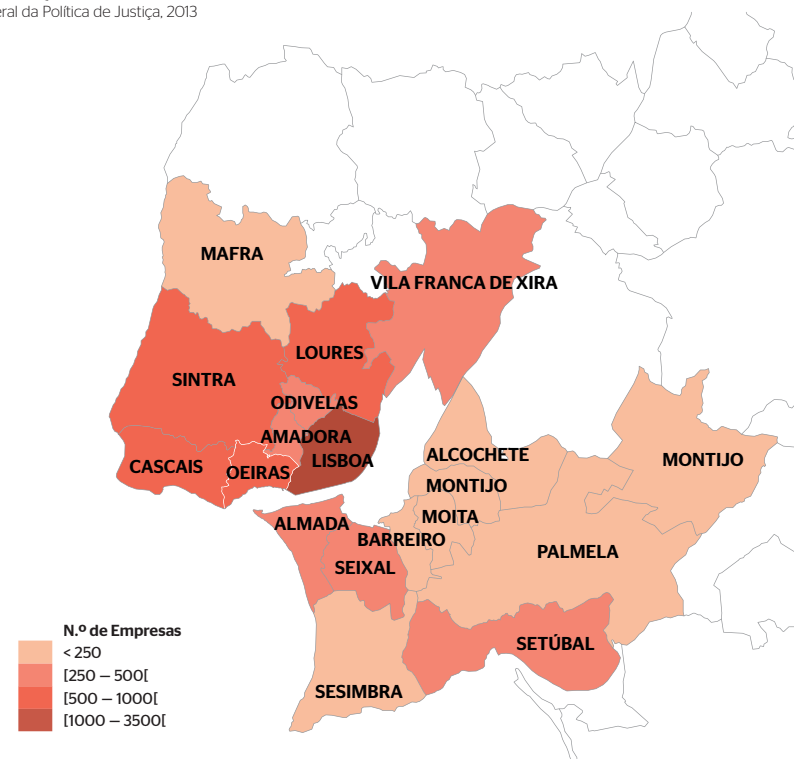 eral da Política de Justiça, 2013
MAFRA
VILA FRANCA DE XIRA
LOURES
SINTRA
ODIVELAS
AMADORA
LISBOA
CASCAIS
OEIRAS
ALCOCHETE
MONTIJO
MONTIJO
MOITA
ALMADA
BARREIRO
PALMELA
SEIXAL
SETÚBAL
SESIMBRA
N.º de Empresas
< 250
[250 – 500[
[500 – 1000[
[1000 – 3500[